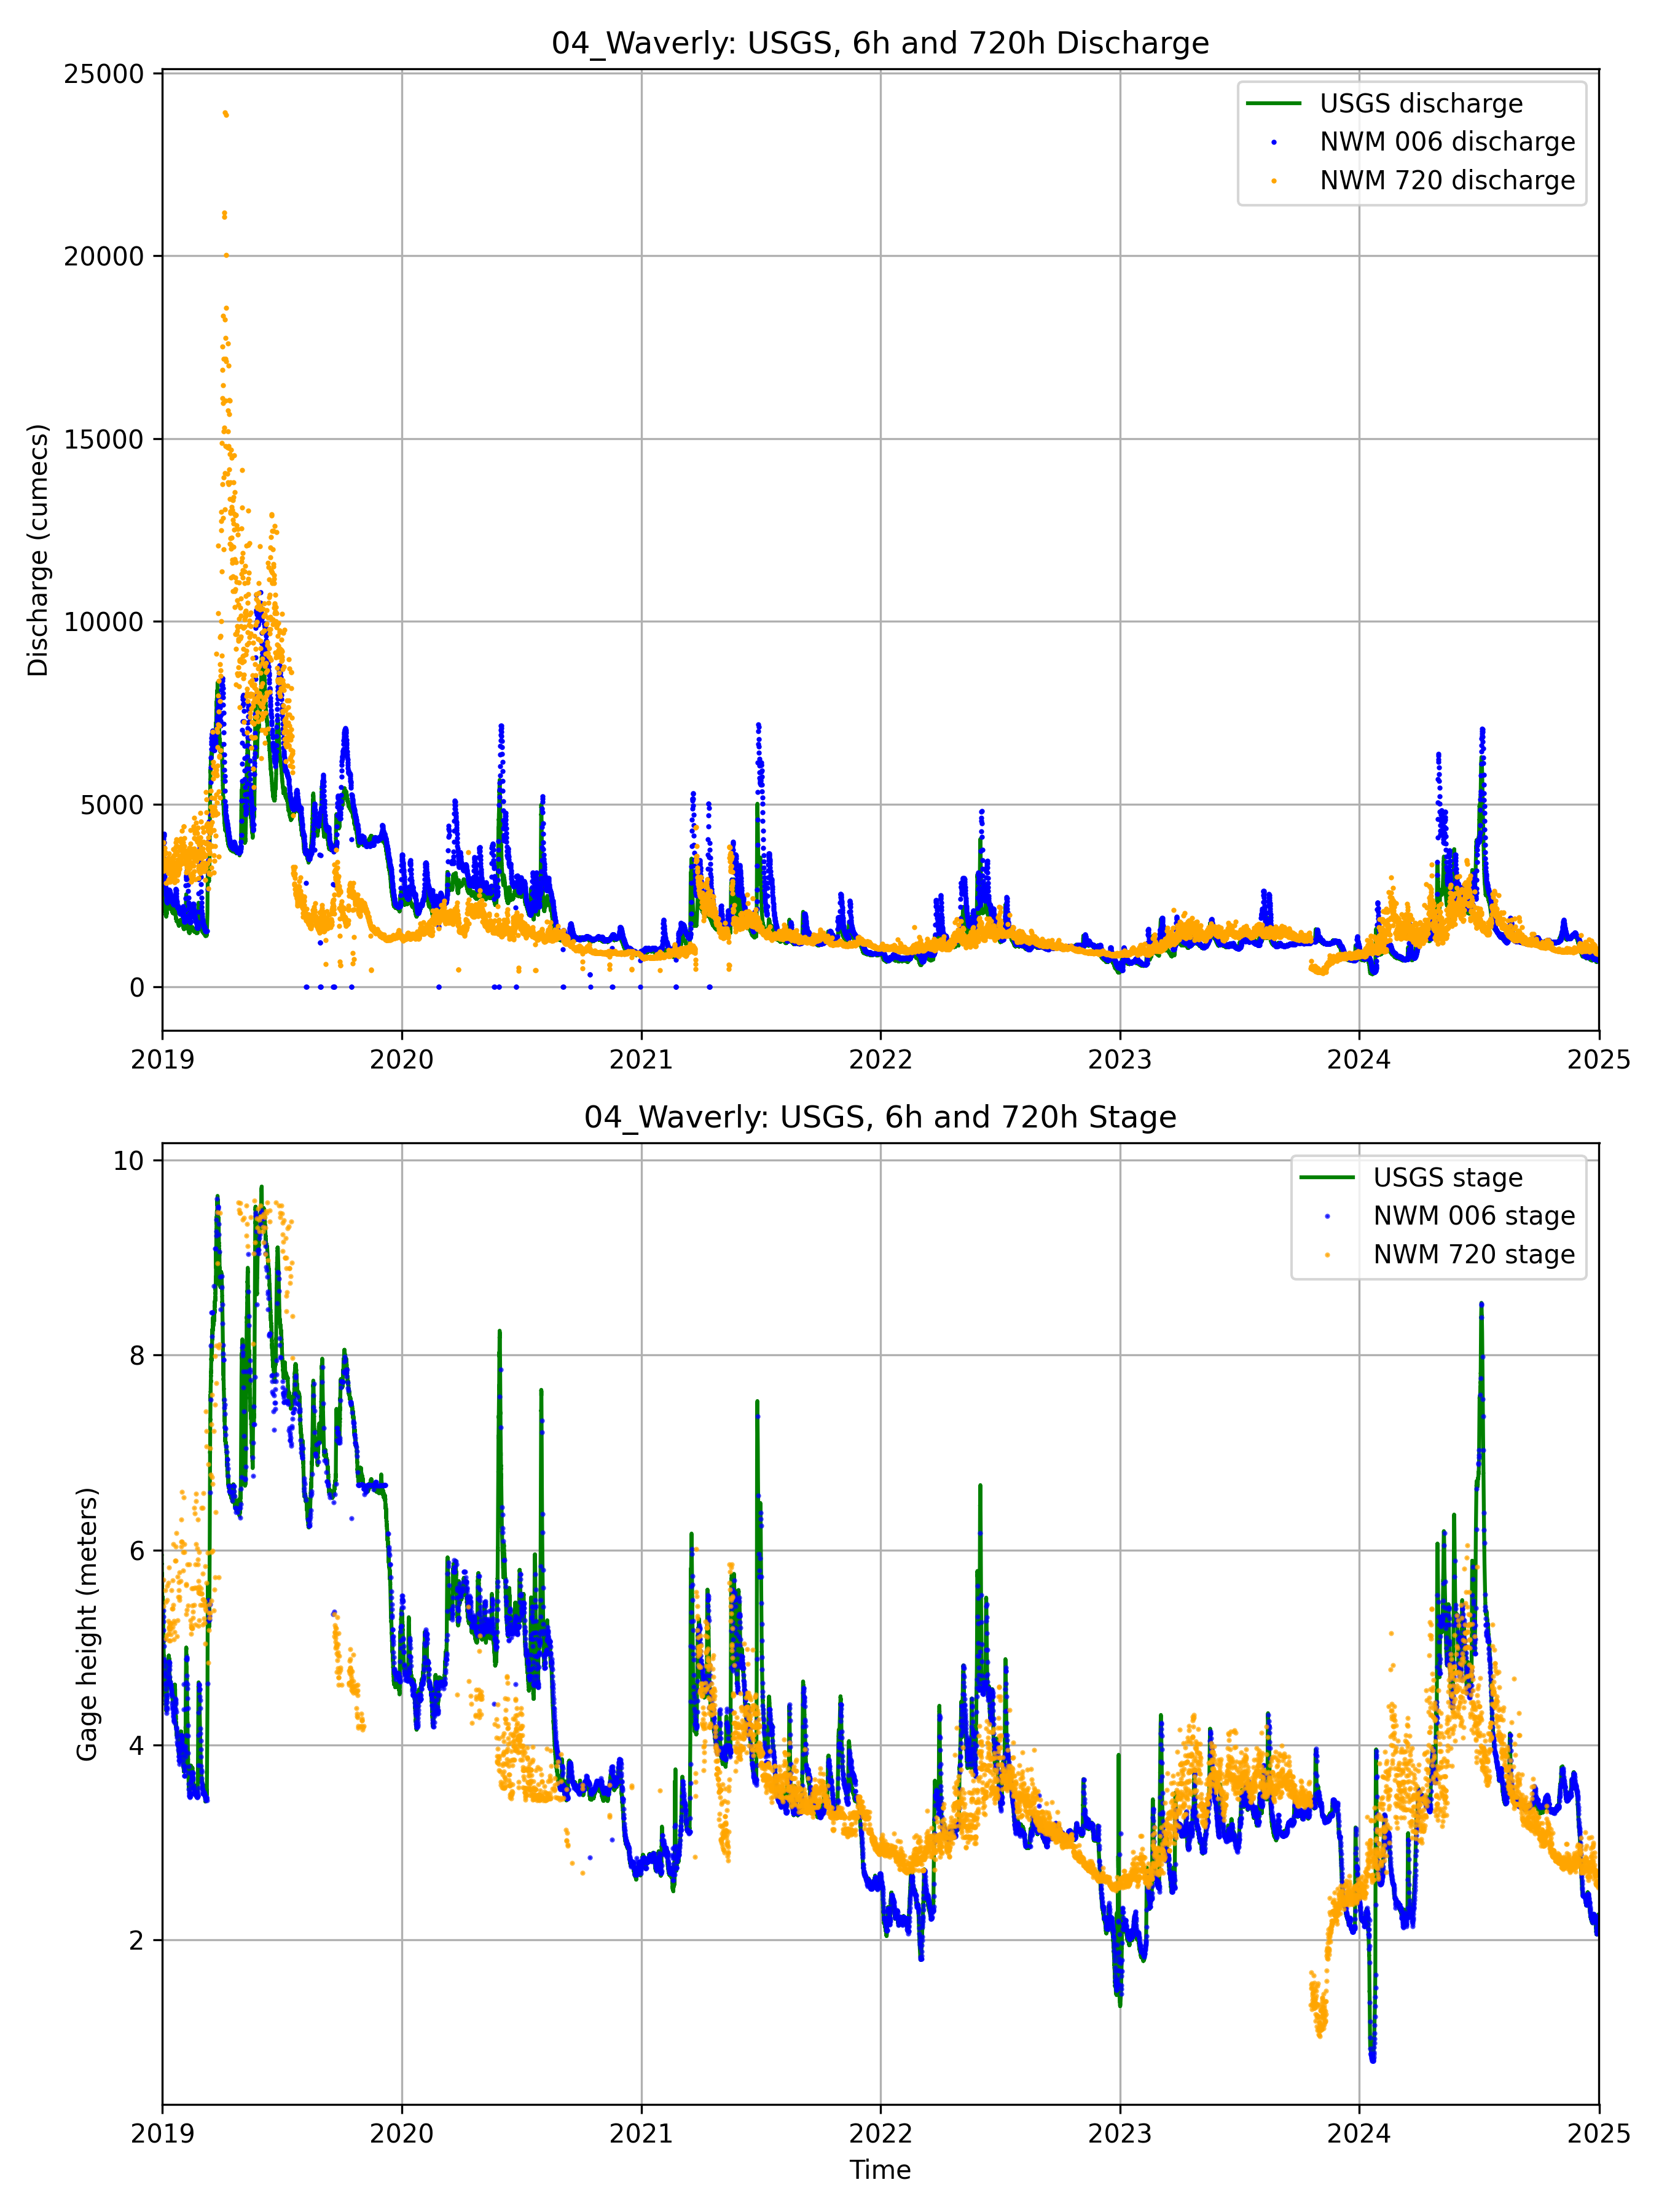 04_Waverly: USGS, 6h and 720h Discharge
25000
20000
15000
10000
5000
0
Discharge (cumecs)
USGS discharge
NWM 006 discharge
NWM 720 discharge
2019 2020 2021 2022 2023 2024 2025
04_Waverly: USGS, 6h and 720h Stage
10
8
6
4
2
Gage height (meters)
USGS stage
NWM 006 stage
NWM 720 stage
2019 2020 2021 2022 2023 2024 2025
Time